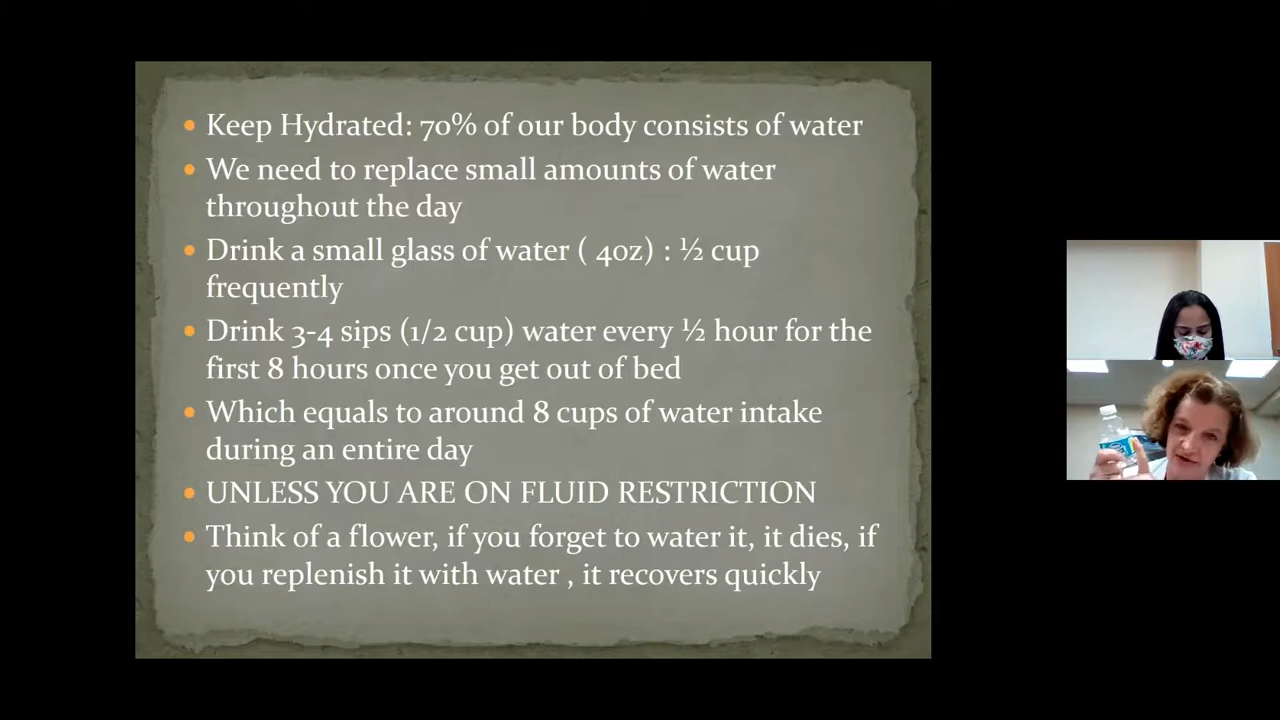 • Keep Hydrated: 70% of our body consists of water
• We need to replace small amounts of water
throughout the day
• Drink a small glass of water ( 4oz) : ½ cup
frequently
• Drink 3-4 sips (1/2 cup) water every ½ hour for the
first 8 hours once you get out of bed
• Which equals to around 8 cups of water intake
during an entire day
• UNLESS YOU ARE ON FLUID RESTRICTION
• Think of a flower, if you forget to water it, it dies, if
you replenish it with water , it recovers quickly